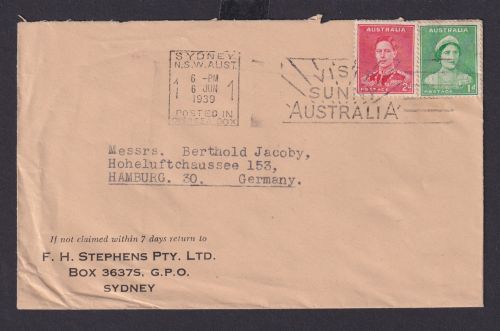 SYDNEY
N.S.W. AUST.
6 -PM
6 JUN
1939
POSTED IN
AUSTRALIA
POSTAGE 2D
AUSTRALIA
POSTAGE 1D
VISIT
SUNNY
AUSTRALIA
Messrs. Berthold Jacoby,
Hoheluftchaussee 153,
HAMBURG. 30. Germany.
If not claimed within 7 days return to
F. H. STEPHENS PTY. LTD.
BOX 3637S, G.P.O.
SYDNEY